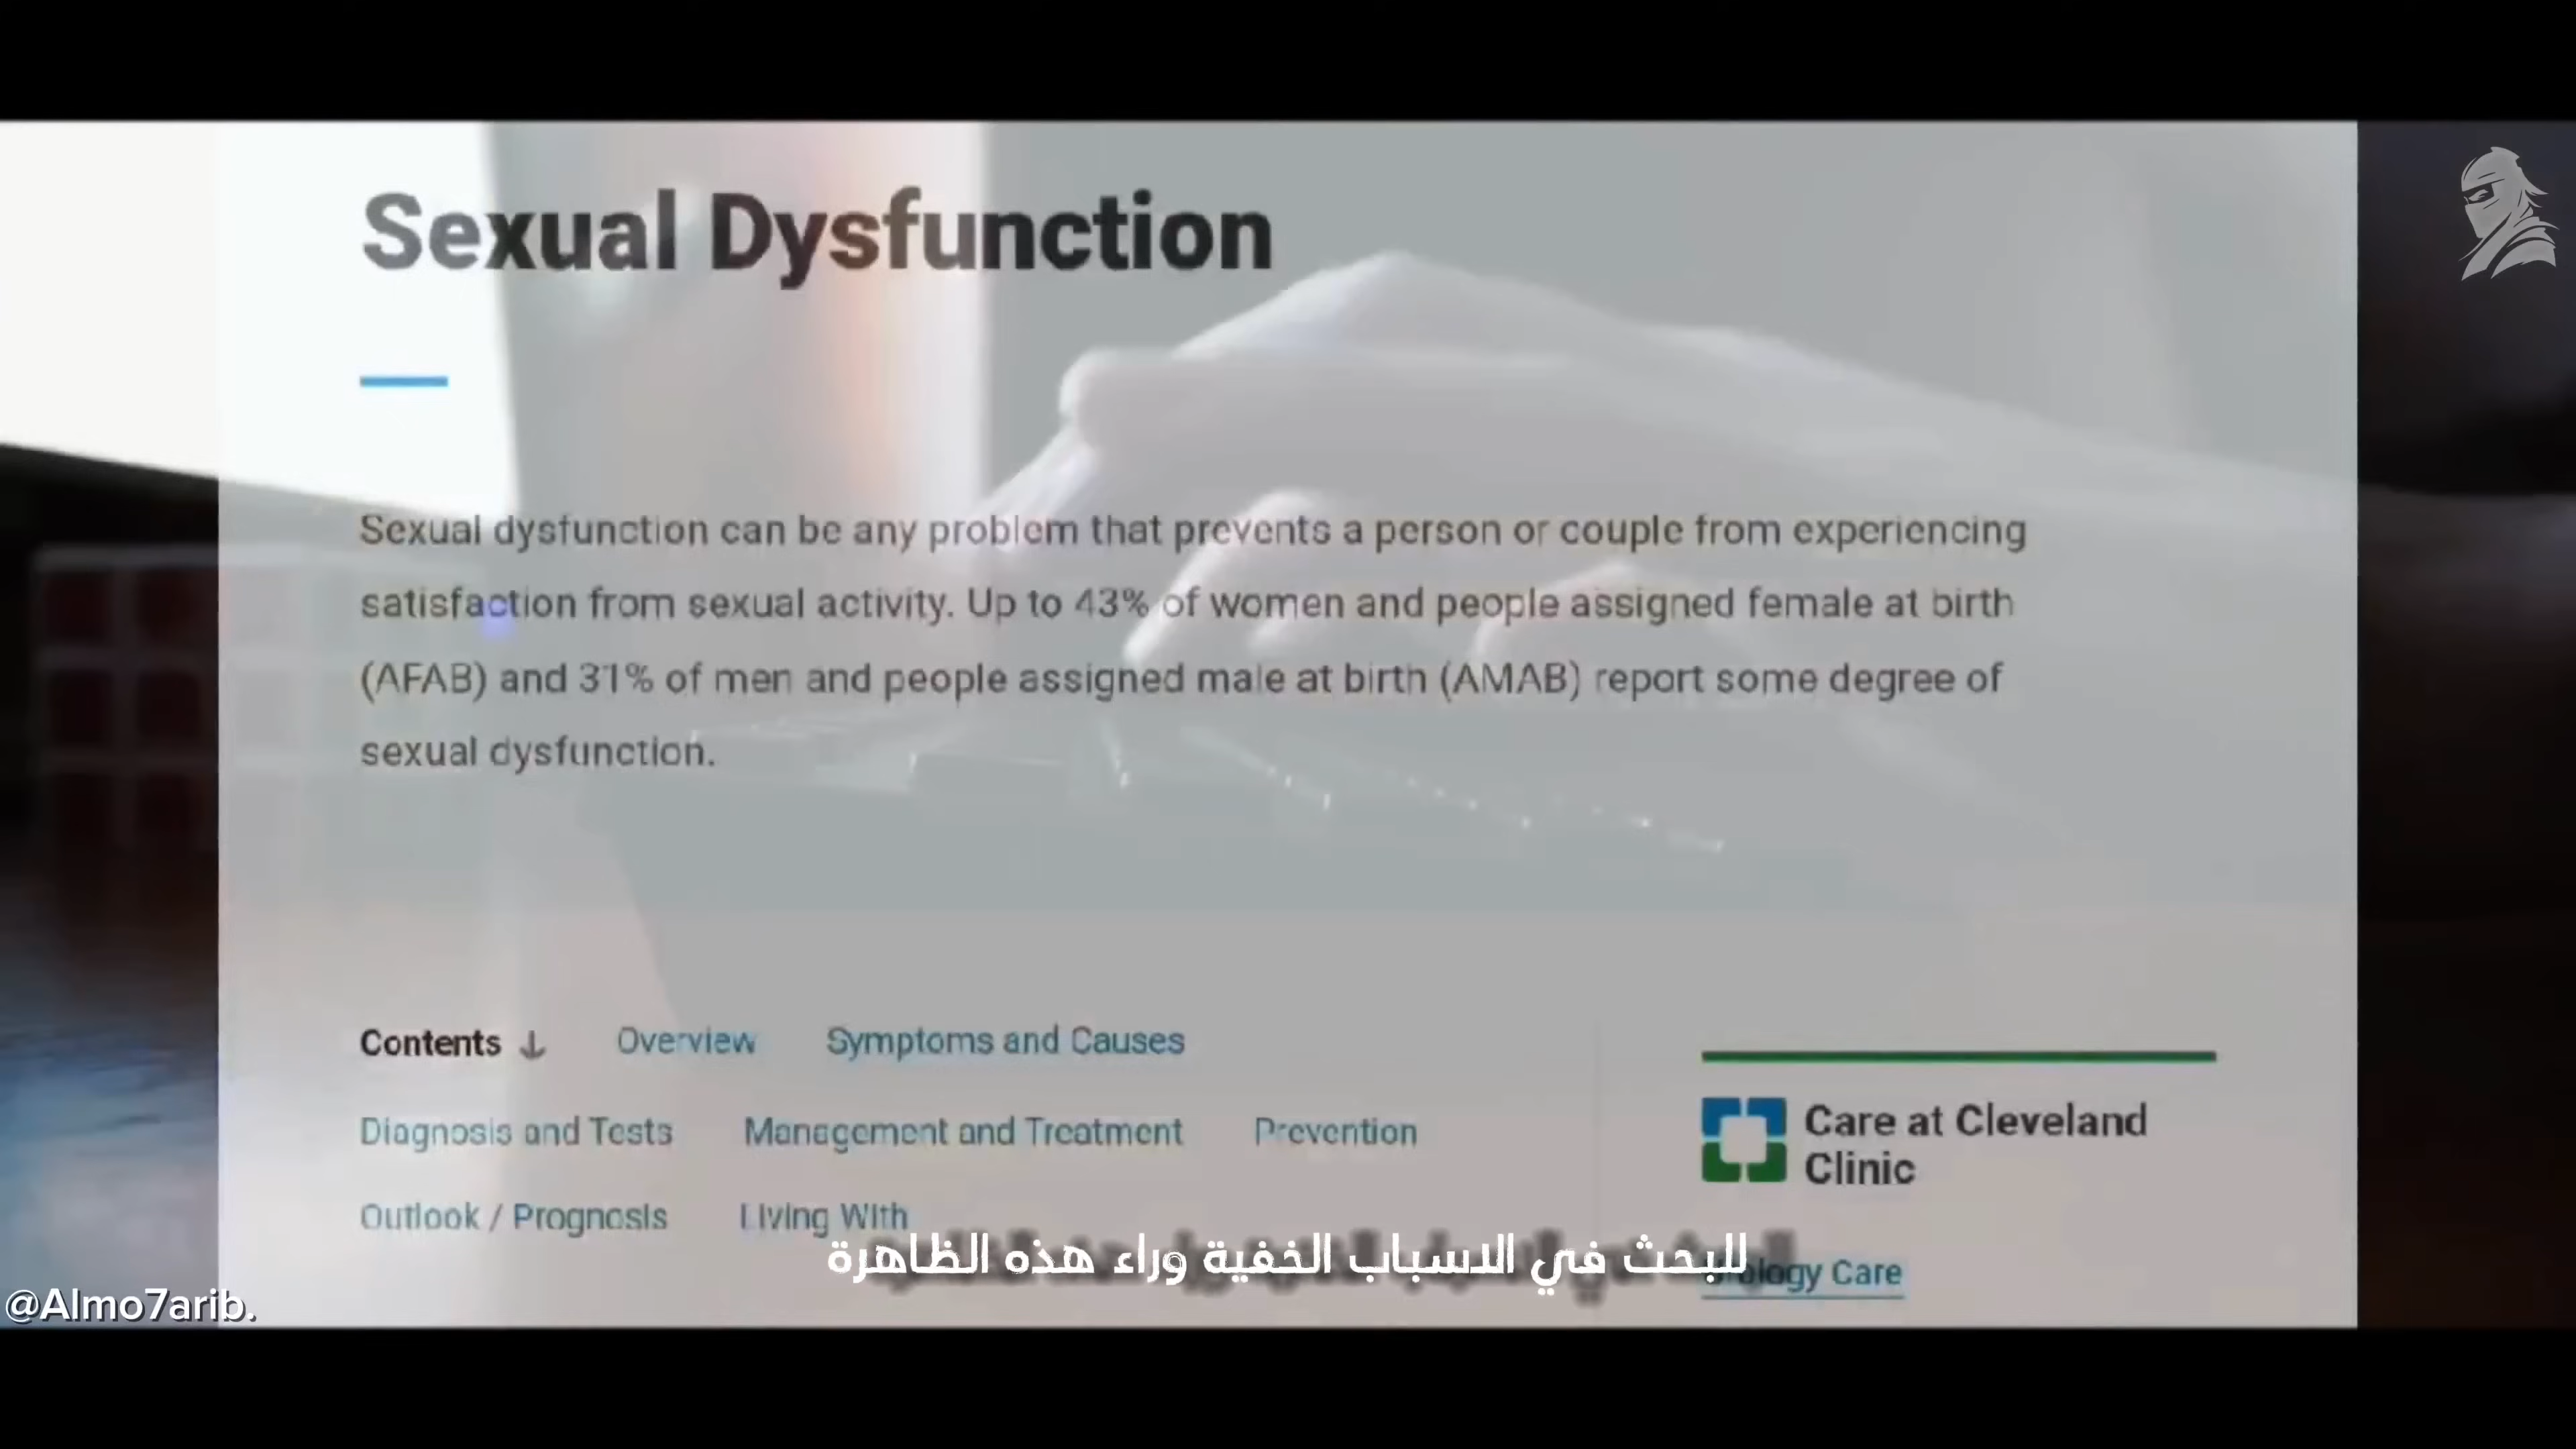 Sexual Dysfunction
Sexual dysfunction can be any problem that prevents a person or couple from experiencing
satisfaction from sexual activity. Up to 43% of women and people assigned female at birth
(AFAB) and 31% of men and people assigned male at birth (AMAB) report some degree of
sexual dysfunction.
Contents ↓ Overview Symptoms and Causes
Diagnosis and Tests Management and Treatment Prevention
Outlook / Prognosis Living With
Care at Cleveland
Clinic
Care
للبحث في الاسباب الخفية وراء هذه الظاهرة
@Almo7arib.